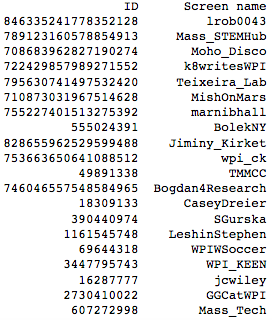 ID Screen name
846335241778352128 lrob0043
789123160578854913 Mass_STEMHub
708683962827190274 Moho_Disco
722429857989271552 k8writesWPI
795630741497532420 Teixeira_Lab
710873031967514628 MishOnMars
755227401513275392 marnibhall
555024391 BolekNY
828655962529599488 Jiminy_Kirket
753663650641088512 wpi_ck
49891338 TMMCC
746046557548584965 Bogdan4Research
18309133 CaseyDreier
390440974 SGurska
1161545748 LeshinStephen
69644318 WPIWSoccer
3447795743 WPI_KEEN
16287777 jcwiley
2730410022 GGCatWPI
607272998 Mass_Tech